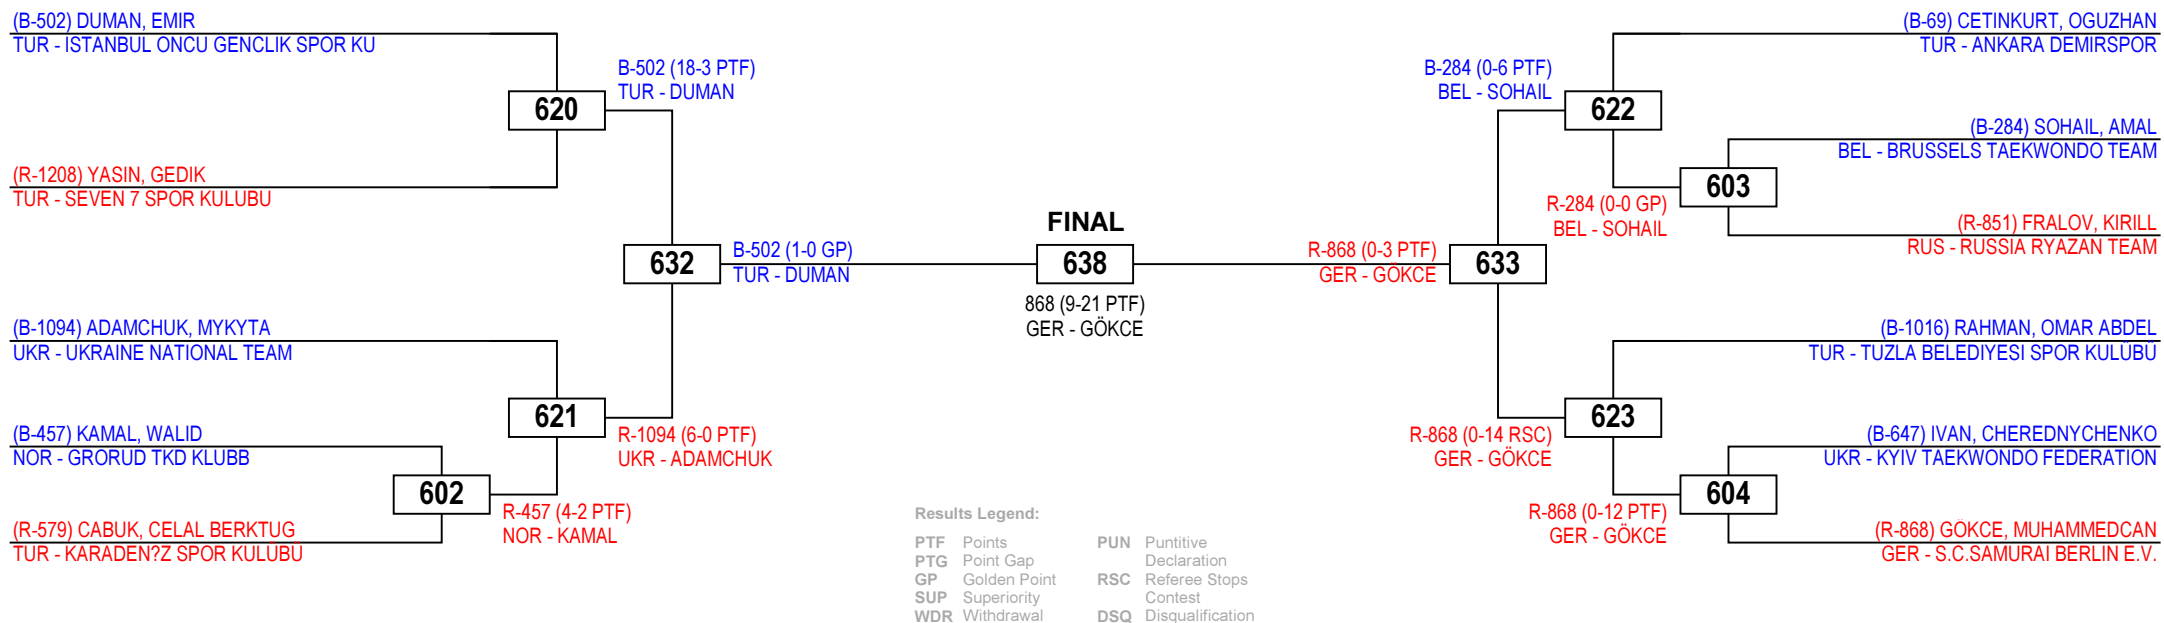 (B-502) DUMAN, EMIR
TUR - ISTANBUL ONCU GENCLIK SPOR KU
B-502 (18-3 PTF)
TUR - DUMAN
620
(R-1208) YASIN, GEDIK
TUR - SEVEN 7 SPOR KULUBU
632
B-502 (1-0 GP)
TUR - DUMAN
(B-1094) ADAMCHUK, MYKYTA
UKR - UKRAINE NATIONAL TEAM
621
R-1094 (6-0 PTF)
UKR - ADAMCHUK
(B-457) KAMAL, WALID
NOR - GRORUD TKD KLUBB
602
R-457 (4-2 PTF)
NOR - KAMAL
(R-579) CABUK, CELAL BERKTUG
TUR - KARADEN?Z SPOR KULUBU
FINAL
638
868 (9-21 PTF)
GER - GÖKCE
(B-69) CETINKURT, OGUZHAN
TUR - ANKARA DEMIRSPOR
B-284 (0-6 PTF)
BEL - SOHAIL
622
(B-284) SOHAIL, AMAL
BEL - BRUSSELS TAEKWONDO TEAM
603
R-284 (0-0 GP)
BEL - SOHAIL
(R-851) FRALOV, KIRILL
RUS - RUSSIA RYAZAN TEAM
R-868 (0-3 PTF)
GER - GÖKCE
633
(B-1016) RAHMAN, OMAR ABDEL
TUR - TUZLA BELEDIYESI SPOR KULÜBÜ
623
R-868 (0-14 RSC)
GER - GÖKCE
(B-647) IVAN, CHEREDNYCHENKO
UKR - KYIV TAEKWONDO FEDERATION
604
R-868 (0-12 PTF)
GER - GÖKCE
(R-868) GÖKCE, MUHAMMEDCAN
GER - S.C.SAMURAI BERLIN E.V.
Results Legend:
PTF Points
PTG Point Gap
GP Golden Point
SUP Superiority
WDR Withdrawal
PUN Puntitive
Declaration
RSC Referee Stops
Contest
DSQ Disqualification